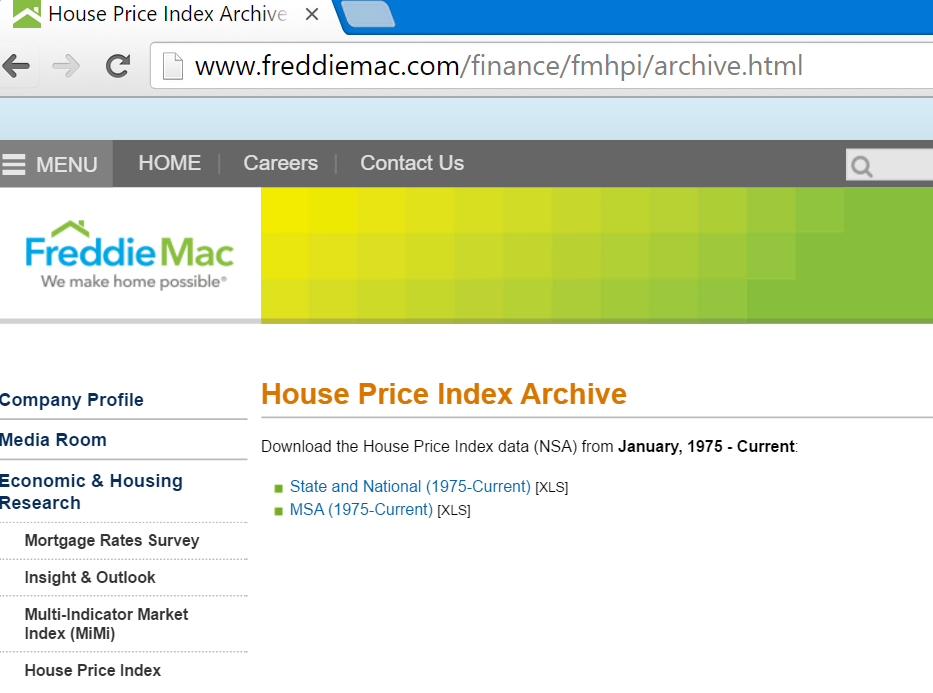 House Price Index Archive
www.freddiemac.com/finance/fmhpi/archive.html
MENU HOME Careers Contact Us
Freddie Mac
We make home possible®
House Price Index Archive
Download the House Price Index data (NSA) from January, 1975 - Current:
State and National (1975-Current) [XLS]
MSA (1975-Current) [XLS]
Company Profile
Media Room
Economic & Housing
Research
Mortgage Rates Survey
Insight & Outlook
Multi-Indicator Market
Index (MiMi)
House Price Index